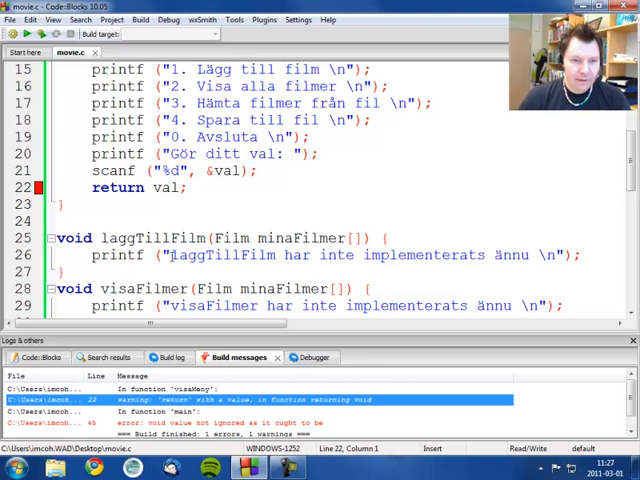 movie.c - Code::Blocks 10.05
File Edit View Search Project Build Debug wxSmith Tools Plugins Settings Help
Build target:
Start here movie.c
15 printf ("1. Lägg till film \n");
16 printf ("2. Visa alla filmer \n");
17 printf ("3. Hämta filmer från fil \n");
18 printf ("4. Spara till fil \n");
19 printf ("0. Avsluta \n");
20 printf ("Gör ditt val: ");
21 scanf ("%d", &val);
22 return val;
23 }
24
25 void laggTillFilm(Film minaFilmer[]) {
26 printf ("laggTillFilm har inte implementerats ännu \n");
27 }
28 void visaFilmer(Film minaFilmer[]) {
29 printf ("visaFilmer har inte implementerats ännu \n");
Logs & others
Code::Blocks Search results Build log Build messages Debugger
File Line Message
C:\Users\imcoh... In function 'visaMeny':
C:\Users\imcoh... 22 warning: 'return' with a value, in function returning void
C:\Users\imcoh... In function 'main':
C:\Users\imcoh... 45 error: void value not ignored as it ought to be
=== Build finished: 1 errors, 1 warnings ===
C:\Users\imcoh.WAD\Desktop\movie.c WINDOWS-1252 Line 22, Column 1 Insert Read/Write default
11:27
2011-03-01